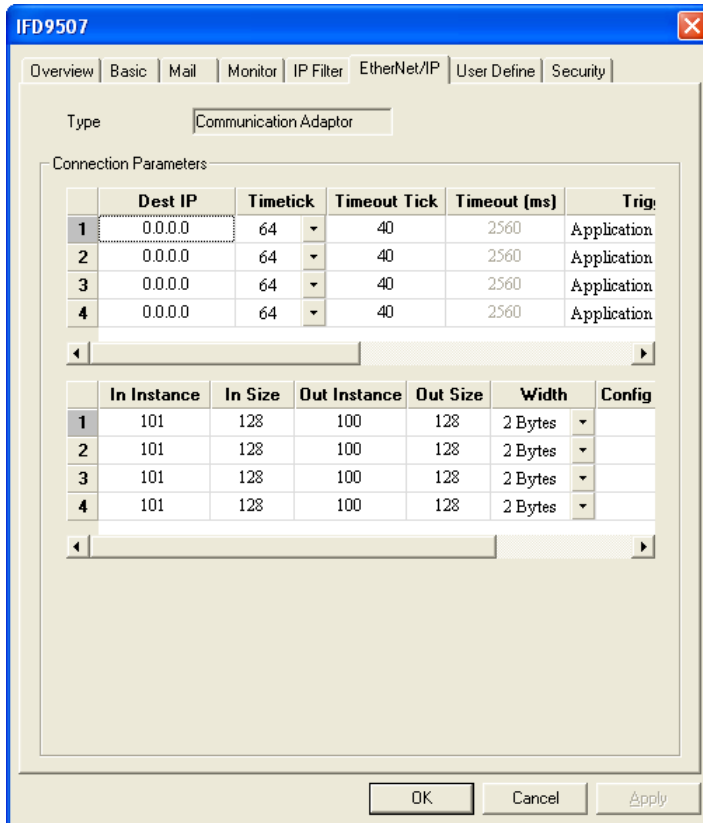 IFD9507
Overview Basic Mail Monitor IP Filter EtherNet/IP User Define Security
Type Communication Adaptor
Connection Parameters
Dest IP Timetick Timeout Tick Timeout (ms) Trig
1 0.0.0.0 64 40 2560 Application
2 0.0.0.0 64 40 2560 Application
3 0.0.0.0 64 40 2560 Application
4 0.0.0.0 64 40 2560 Application
In Instance In Size Out Instance Out Size Width Config
1 101 128 100 128 2 Bytes
2 101 128 100 128 2 Bytes
3 101 128 100 128 2 Bytes
4 101 128 100 128 2 Bytes
OK Cancel Apply